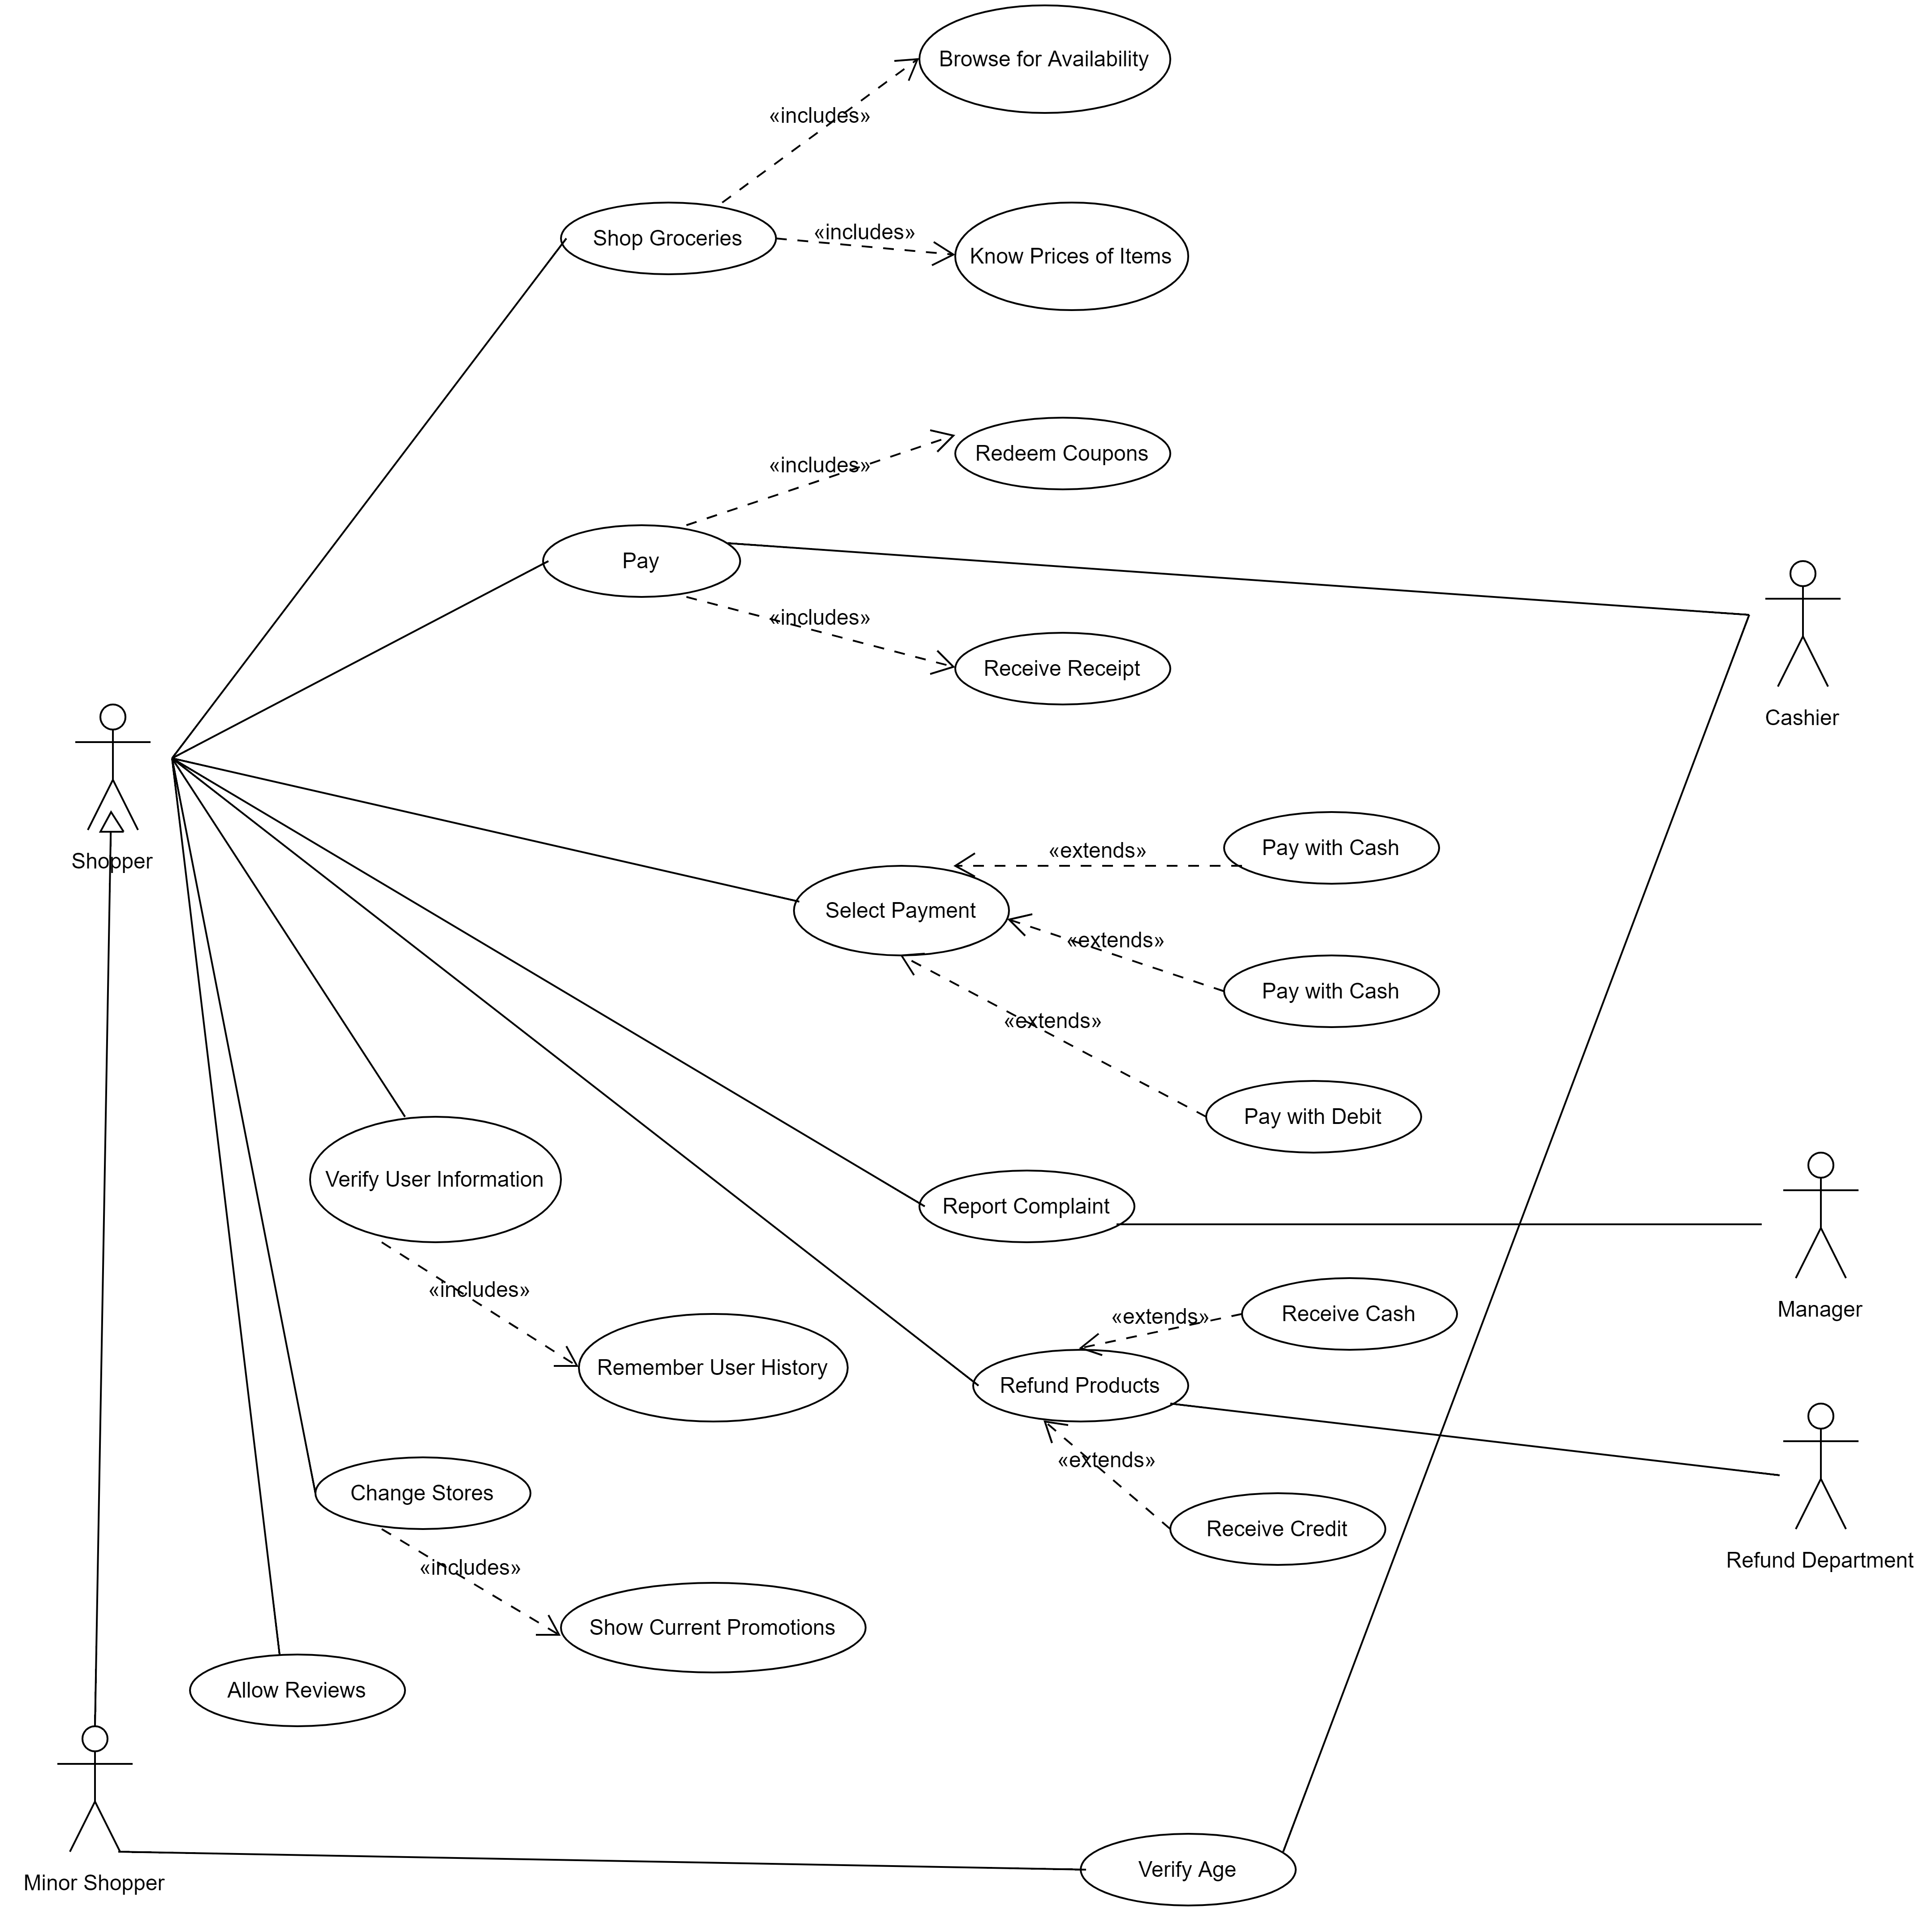 Browse for Availability
«includes»
Shop Groceries
«includes»
Know Prices of Items
Redeem Coupons
«includes»
Pay
«includes»
Receive Receipt
Cashier
Shopper
«extends»
Pay with Cash
Select Payment
«extends»
Pay with Cash
«extends»
Pay with Debit
Verify User Information
Report Complaint
«includes»
Manager
«extends»
Receive Cash
Remember User History
Refund Products
«extends»
Change Stores
Receive Credit
Refund Department
«includes»
Show Current Promotions
Allow Reviews
Minor Shopper
Verify Age